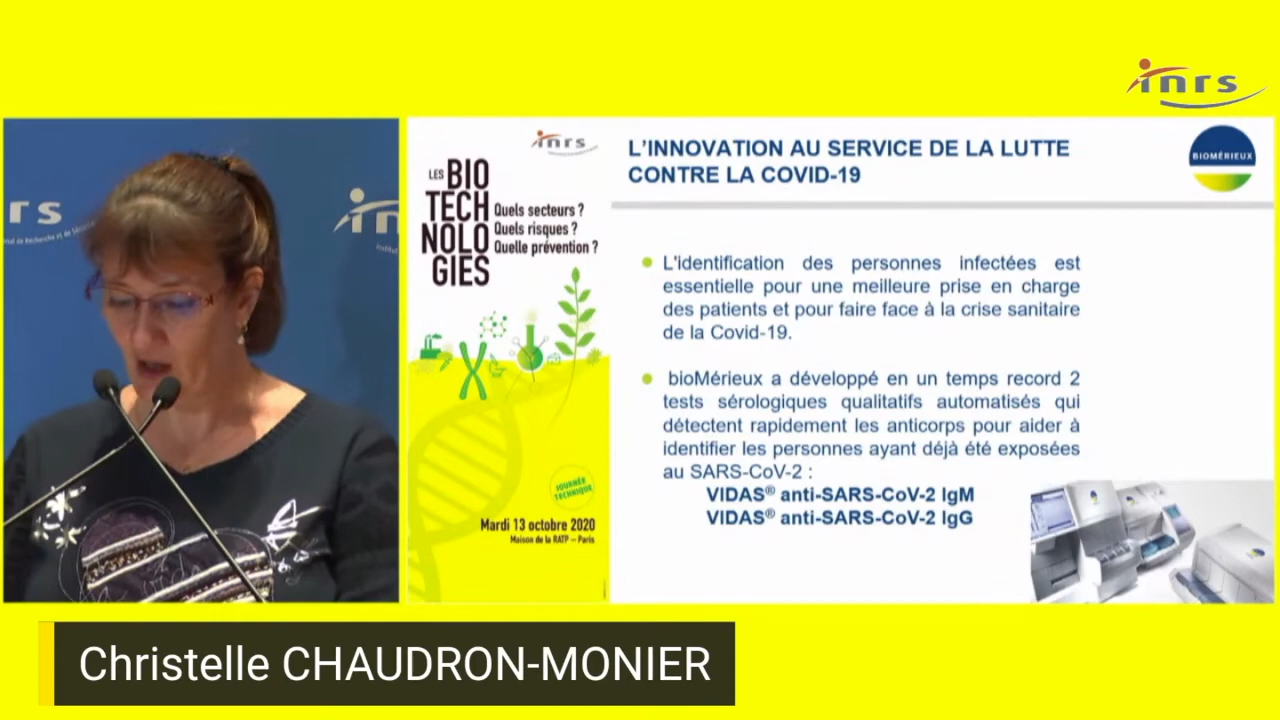 inrs
rs
inrs
inrs
LES BIO
TECH
NOLO
GIES
Quels secteurs ?
Quels risques ?
Quelle prévention ?
JOURNÉE
TECHNIQUE
Mardi 13 octobre 2020
Maison de la RATP – Paris
L'INNOVATION AU SERVICE DE LA LUTTE
CONTRE LA COVID-19
BIOMÉRIEUX
L'identification des personnes infectées est
essentielle pour une meilleure prise en charge
des patients et pour faire face à la crise sanitaire
de la Covid-19.
bioMérieux a développé en un temps record 2
tests sérologiques qualitatifs automatisés qui
détectent rapidement les anticorps pour aider à
identifier les personnes ayant déjà été exposées
au SARS-CoV-2 :
VIDAS® anti-SARS-CoV-2 IgM
VIDAS® anti-SARS-CoV-2 IgG
Christelle CHAUDRON-MONIER